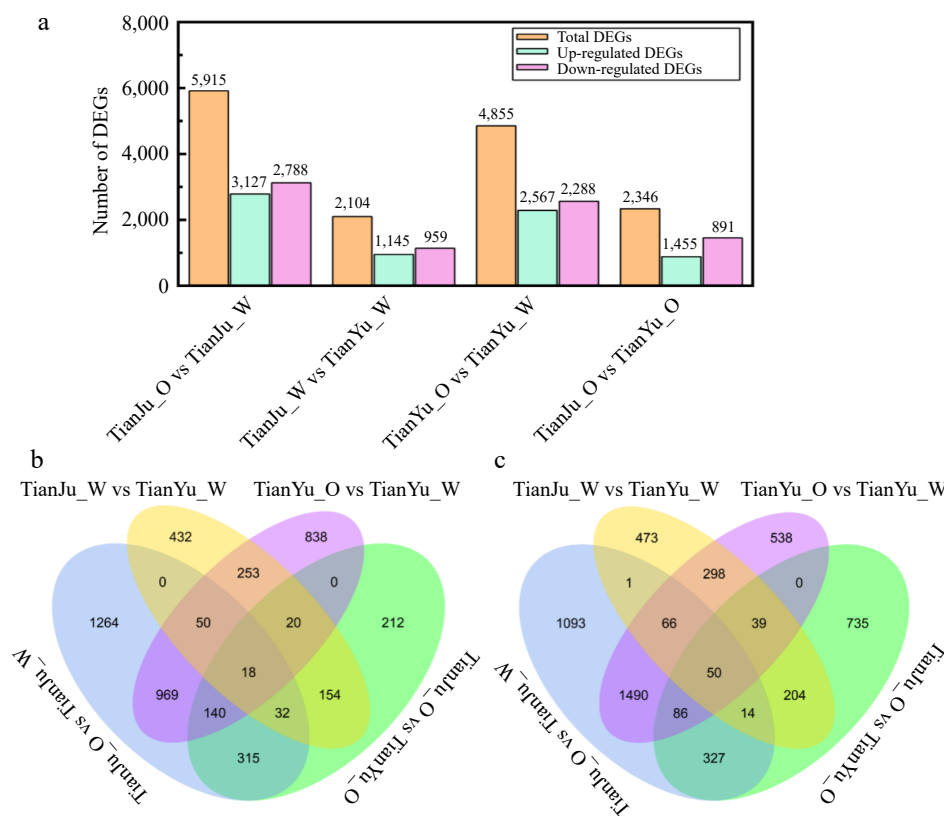 a
8,000
6,000
4,000
2,000
0
Number of DEGs
Total DEGs
Up-regulated DEGs
Down-regulated DEGs
5,915
3,127
2,788
2,104
1,145
959
4,855
2,567
2,288
2,346
1,455
891
TianJu_O vs TianJu_W
TianJu_W vs TianYu_W
TianYu_O vs TianYu_W
TianJu_O vs TianYu_O
b
TianJu_W vs TianYu_W
TianYu_O vs TianYu_W
432
838
0
253
0
1264
50
20
212
18
969
154
140
32
315
TianJu_O vs TianJu_W
TianJu_O vs TianYu_O
c
TianJu_W vs TianYu_W
TianYu_O vs TianYu_W
473
538
1
298
0
1093
66
39
735
50
1490
204
86
14
327
TianJu_O vs TianJu_W
TianJu_O vs TianYu_O